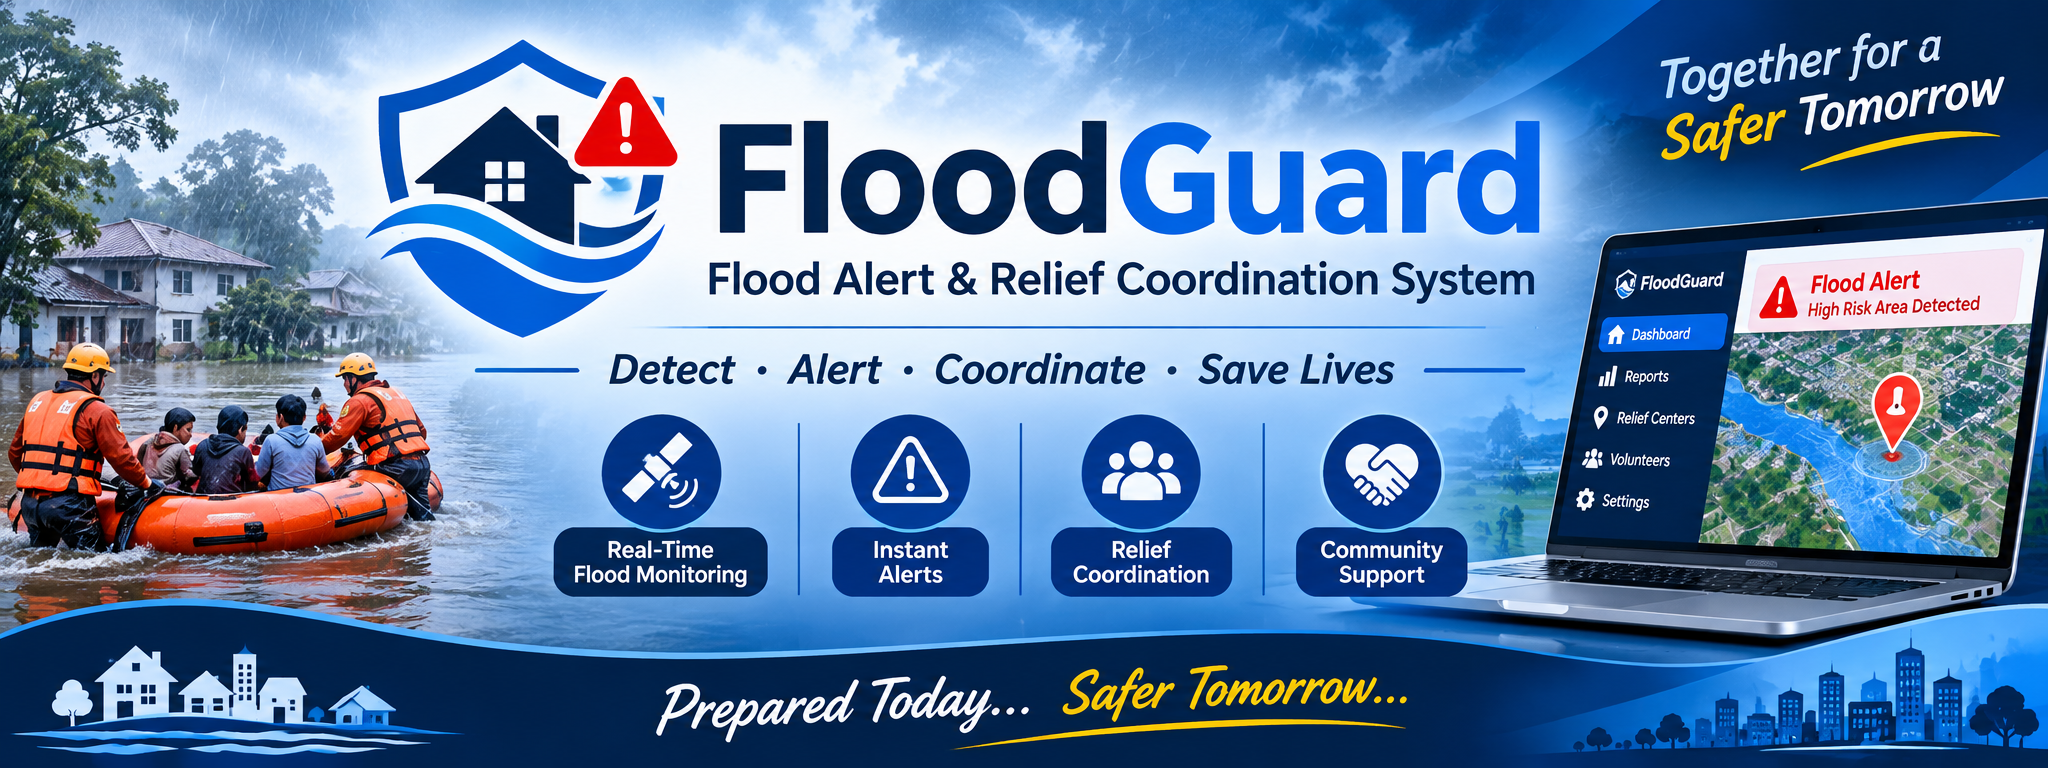 Together for a
Safer Tomorrow
FloodGuard
Flood Alert & Relief Coordination System
Detect · Alert · Coordinate · Save Lives
Real-Time
Flood Monitoring
Instant
Alerts
Relief
Coordination
Community
Support
FloodGuard
Dashboard
Reports
Relief Centers
Volunteers
Settings
Flood Alert
High Risk Area Detected
Prepared Today... Safer Tomorrow...